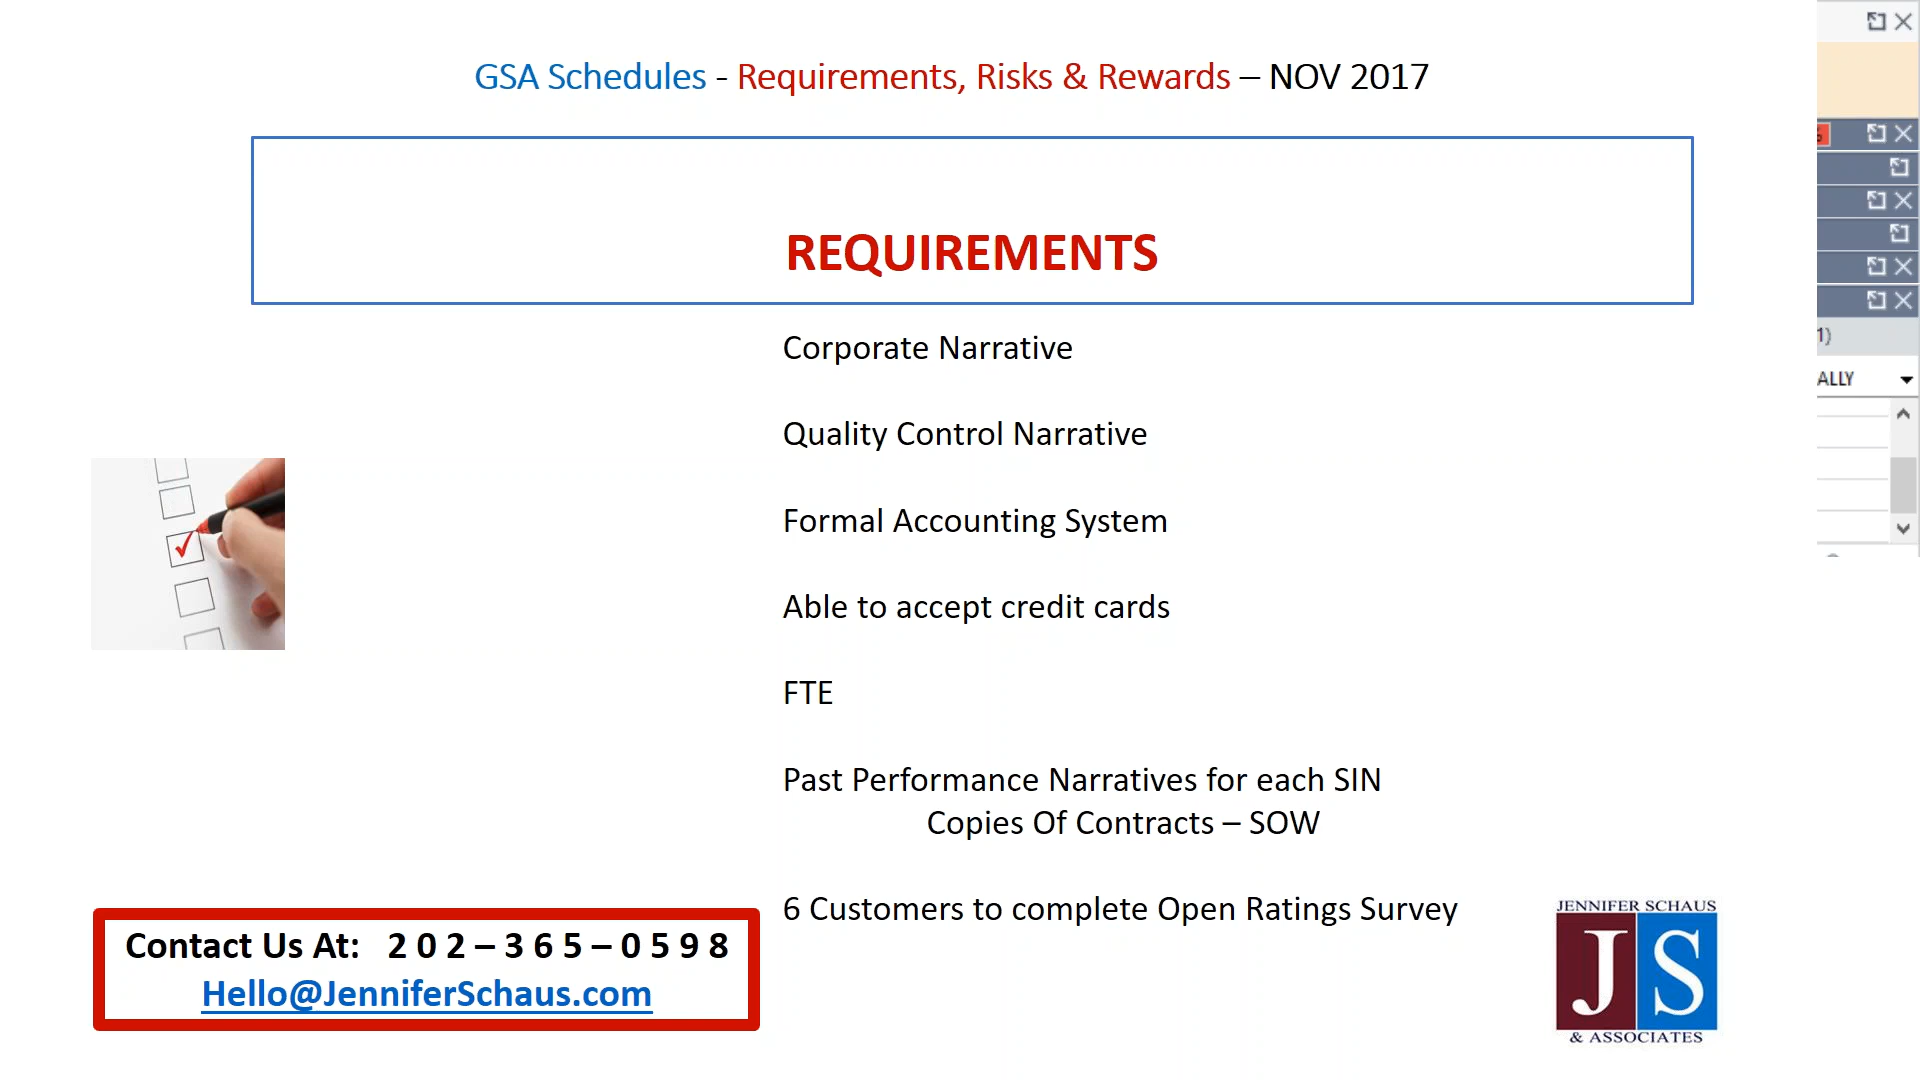 GSA Schedules - Requirements, Risks & Rewards – NOV 2017
REQUIREMENTS
Corporate Narrative
Quality Control Narrative
Formal Accounting System
Able to accept credit cards
FTE
Past Performance Narratives for each SIN
Copies Of Contracts – SOW
6 Customers to complete Open Ratings Survey
Contact Us At:   2 0 2 – 3 6 5 – 0 5 9 8
Hello@JenniferSchaus.com
JENNIFER SCHAUS
JS
& ASSOCIATES
1)
ALLY